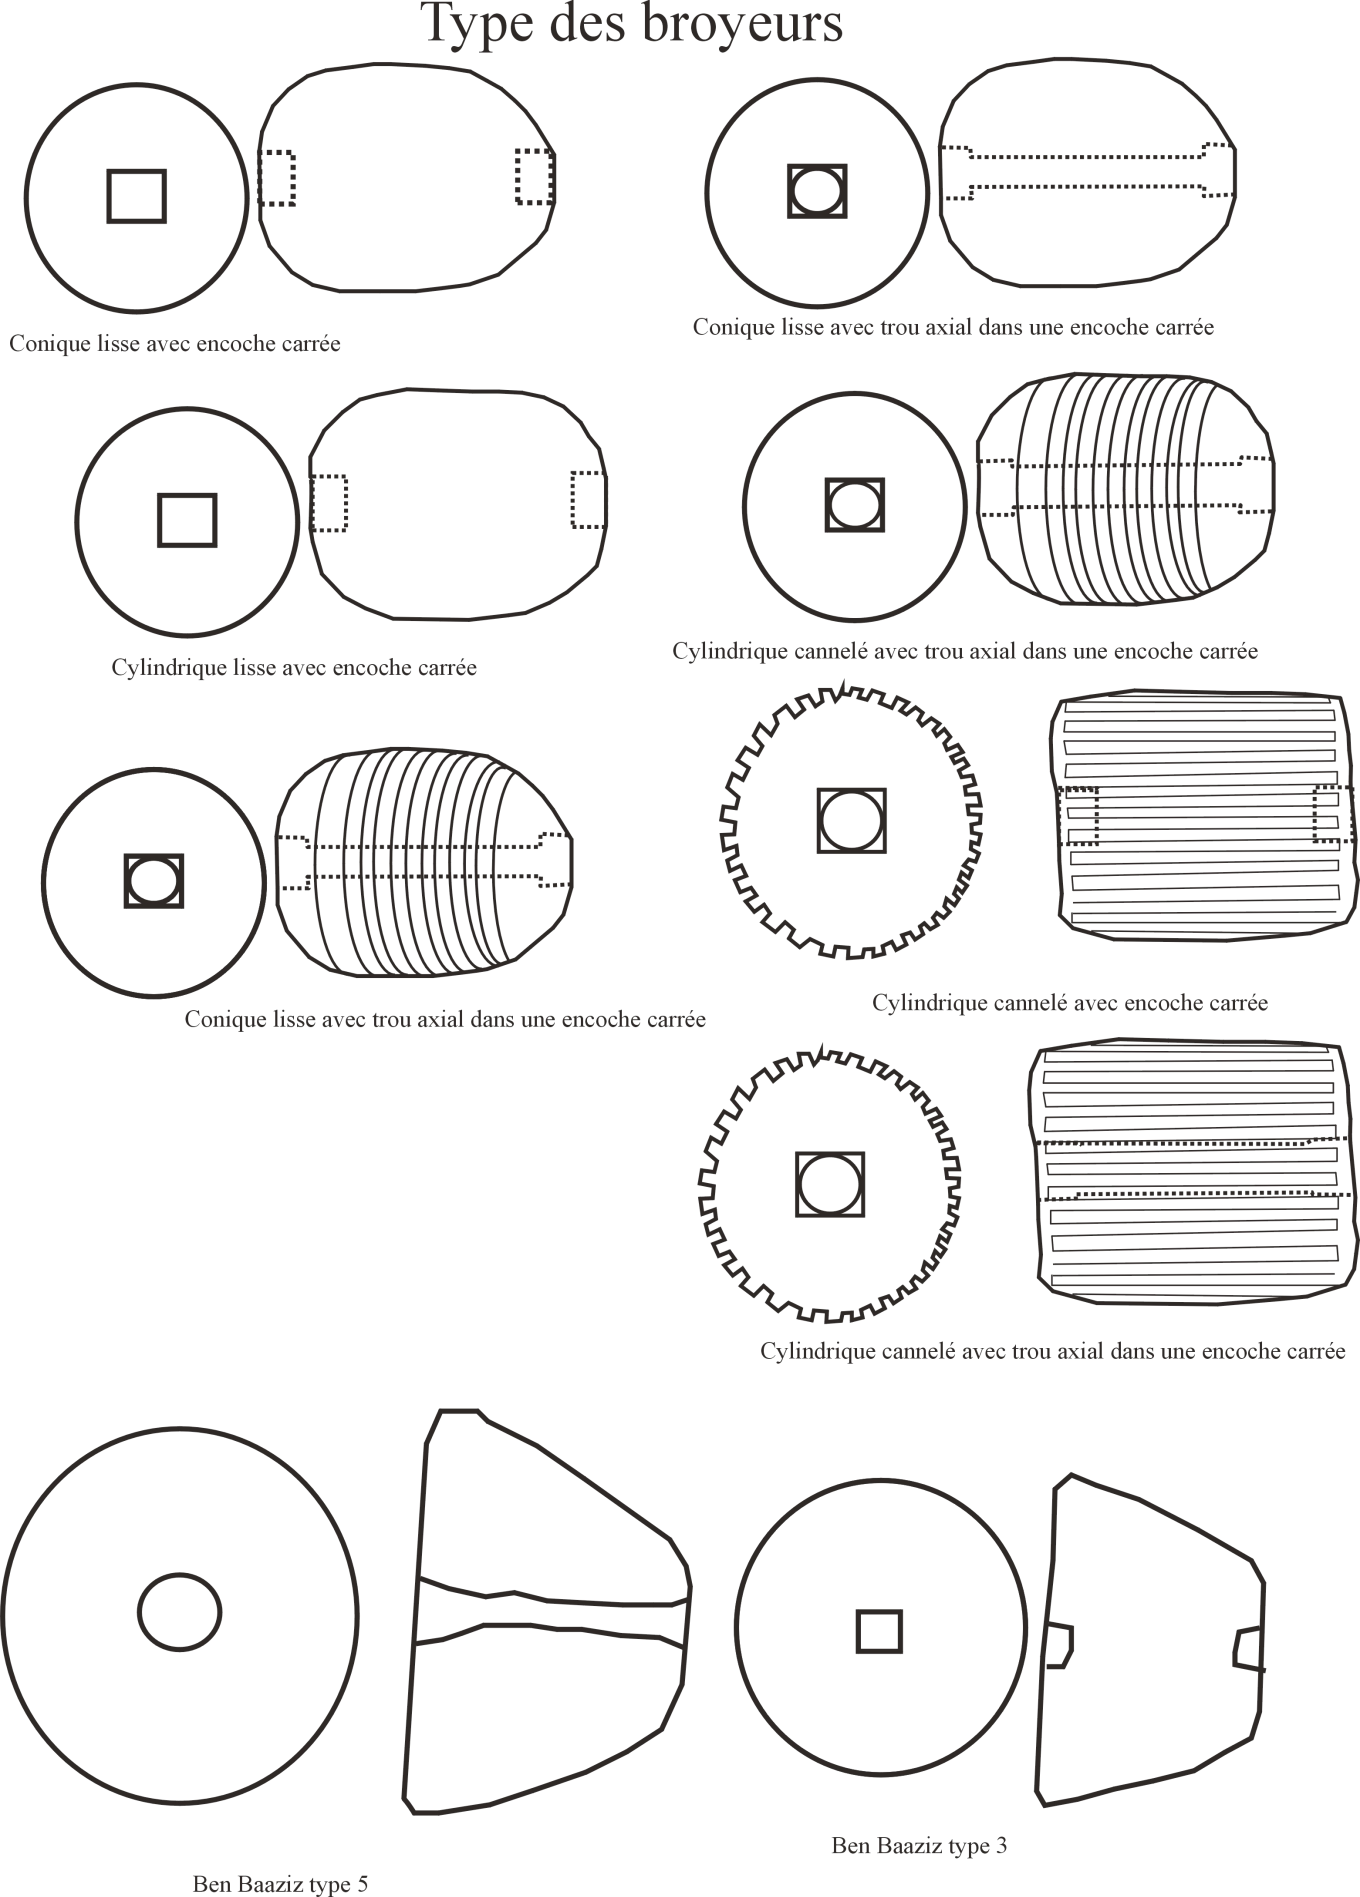 Type des broyeurs
Conique lisse avec encoche carrée
Conique lisse avec trou axial dans une encoche carrée
Cylindrique lisse avec encoche carrée
Cylindrique cannelé avec trou axial dans une encoche carrée
Conique lisse avec trou axial dans une encoche carrée
Cylindrique cannelé avec encoche carrée
Cylindrique cannelé avec trou axial dans une encoche carrée
Ben Baaziz type 5
Ben Baaziz type 3